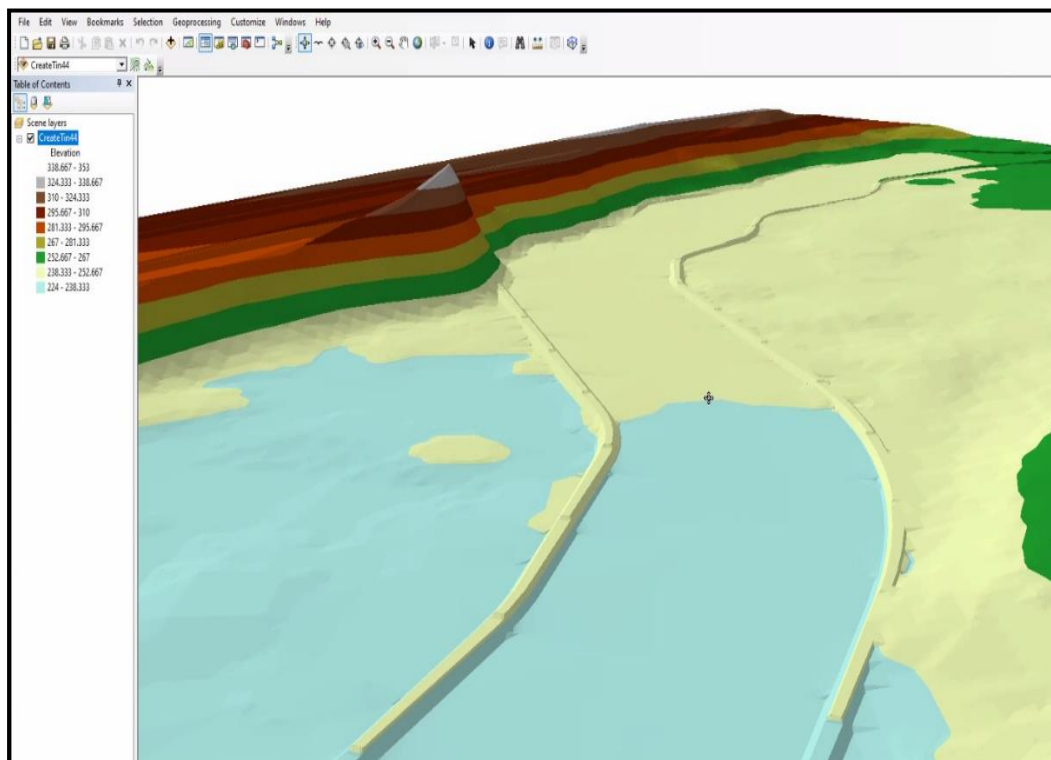 File Edit View Bookmarks Selection Geoprocessing Customize Windows Help
CreateTin44
Table of Contents
Scene layers
CreateTin44
Elevation
338.667 - 353
324.333 - 338.667
310 - 324.333
295.667 - 310
281.333 - 295.667
267 - 281.333
252.667 - 267
238.333 - 252.667
224 - 238.333